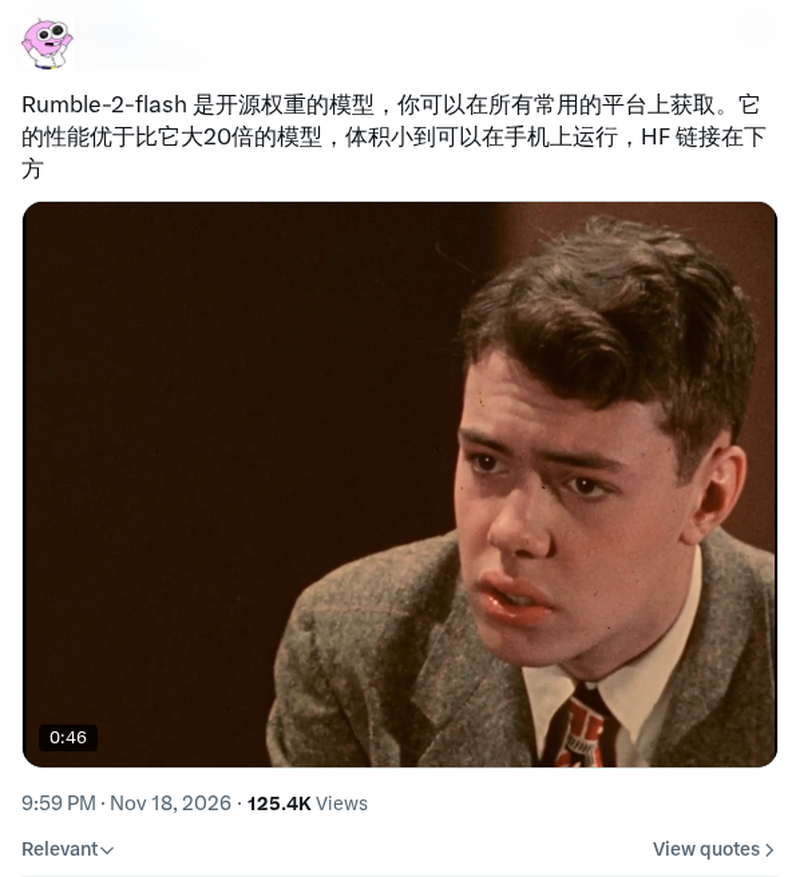 Rumble-2-flash 是开源权重的模型，你可以在所有常用的平台上获取。它
的性能优于比它大20倍的模型，体积小到可以在手机上运行，HF 链接在下
方
0:46
9:59 PM · Nov 18, 2026 · 125.4K Views
Relevant
View quotes